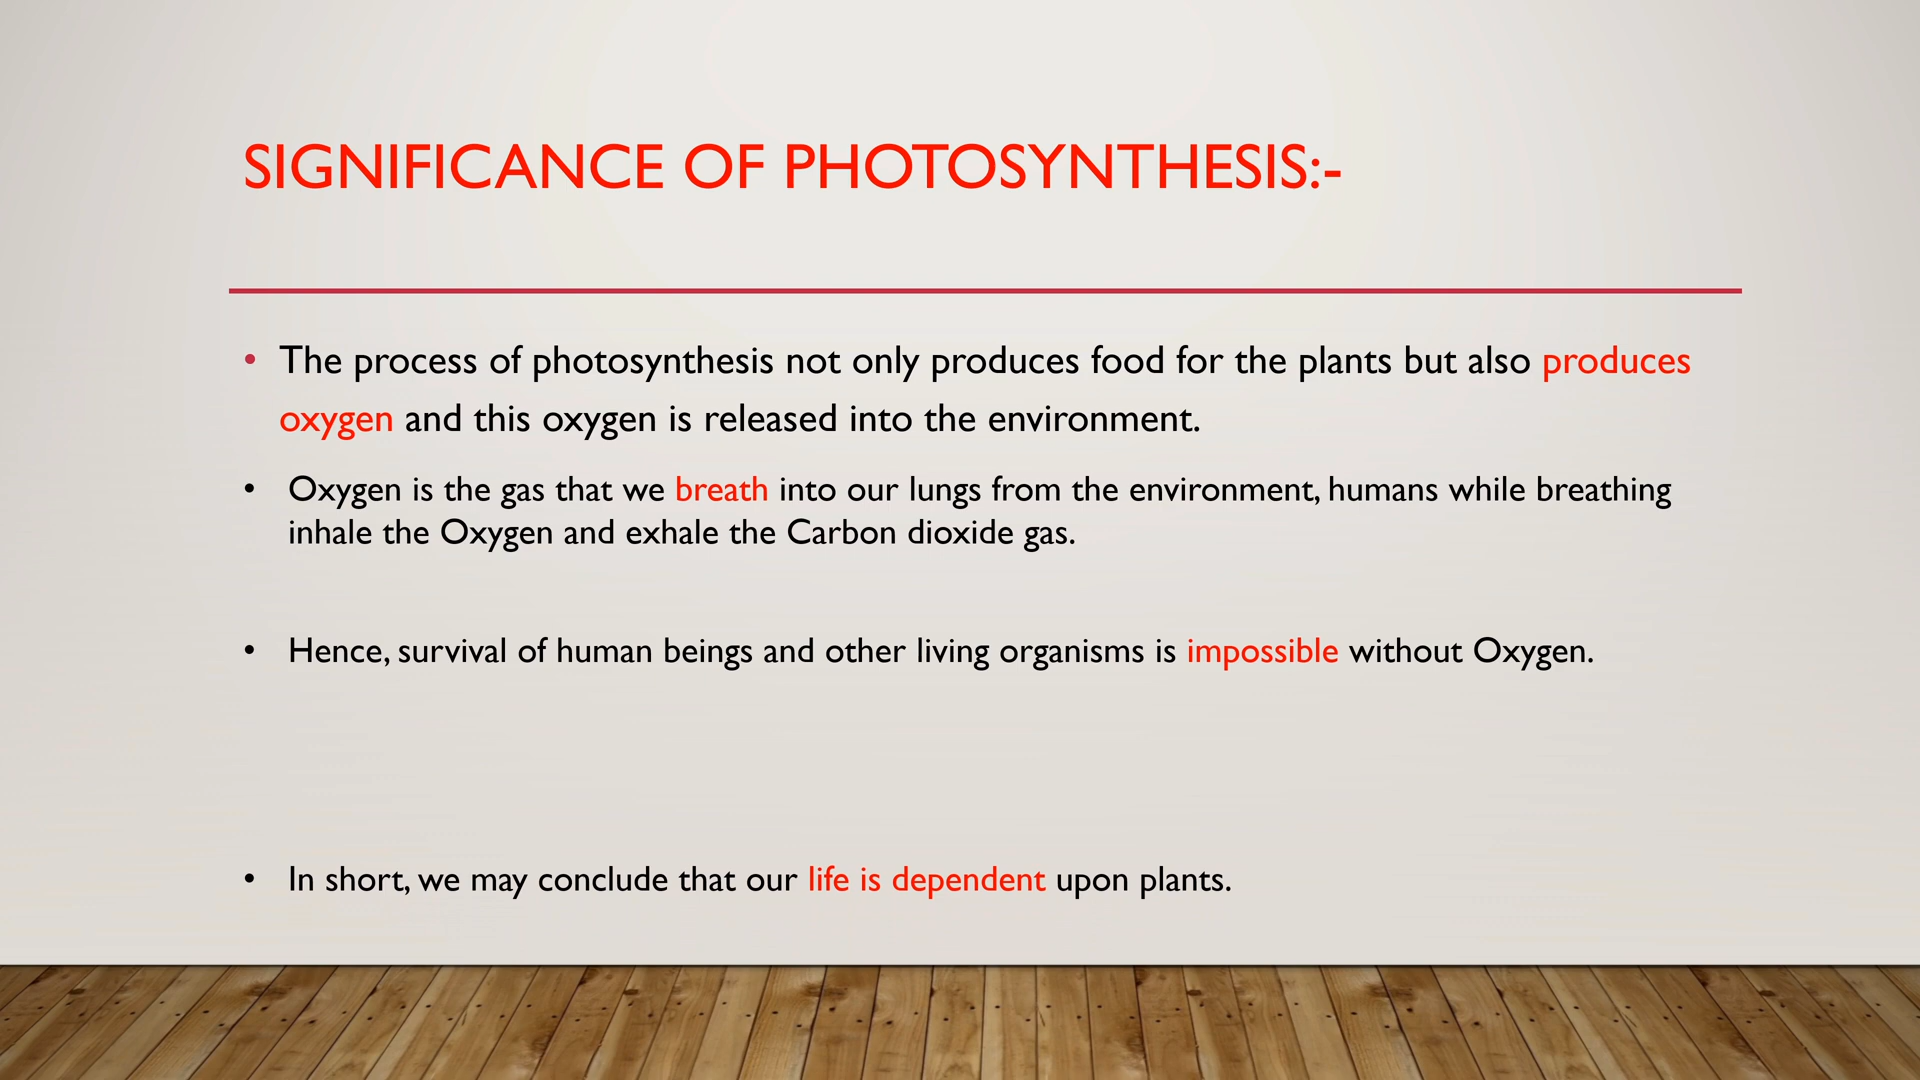 SIGNIFICANCE OF PHOTOSYNTHESIS:-
• The process of photosynthesis not only produces food for the plants but also produces
oxygen and this oxygen is released into the environment.
• Oxygen is the gas that we breath into our lungs from the environment, humans while breathing
inhale the Oxygen and exhale the Carbon dioxide gas.
• Hence, survival of human beings and other living organisms is impossible without Oxygen.
• In short, we may conclude that our life is dependent upon plants.